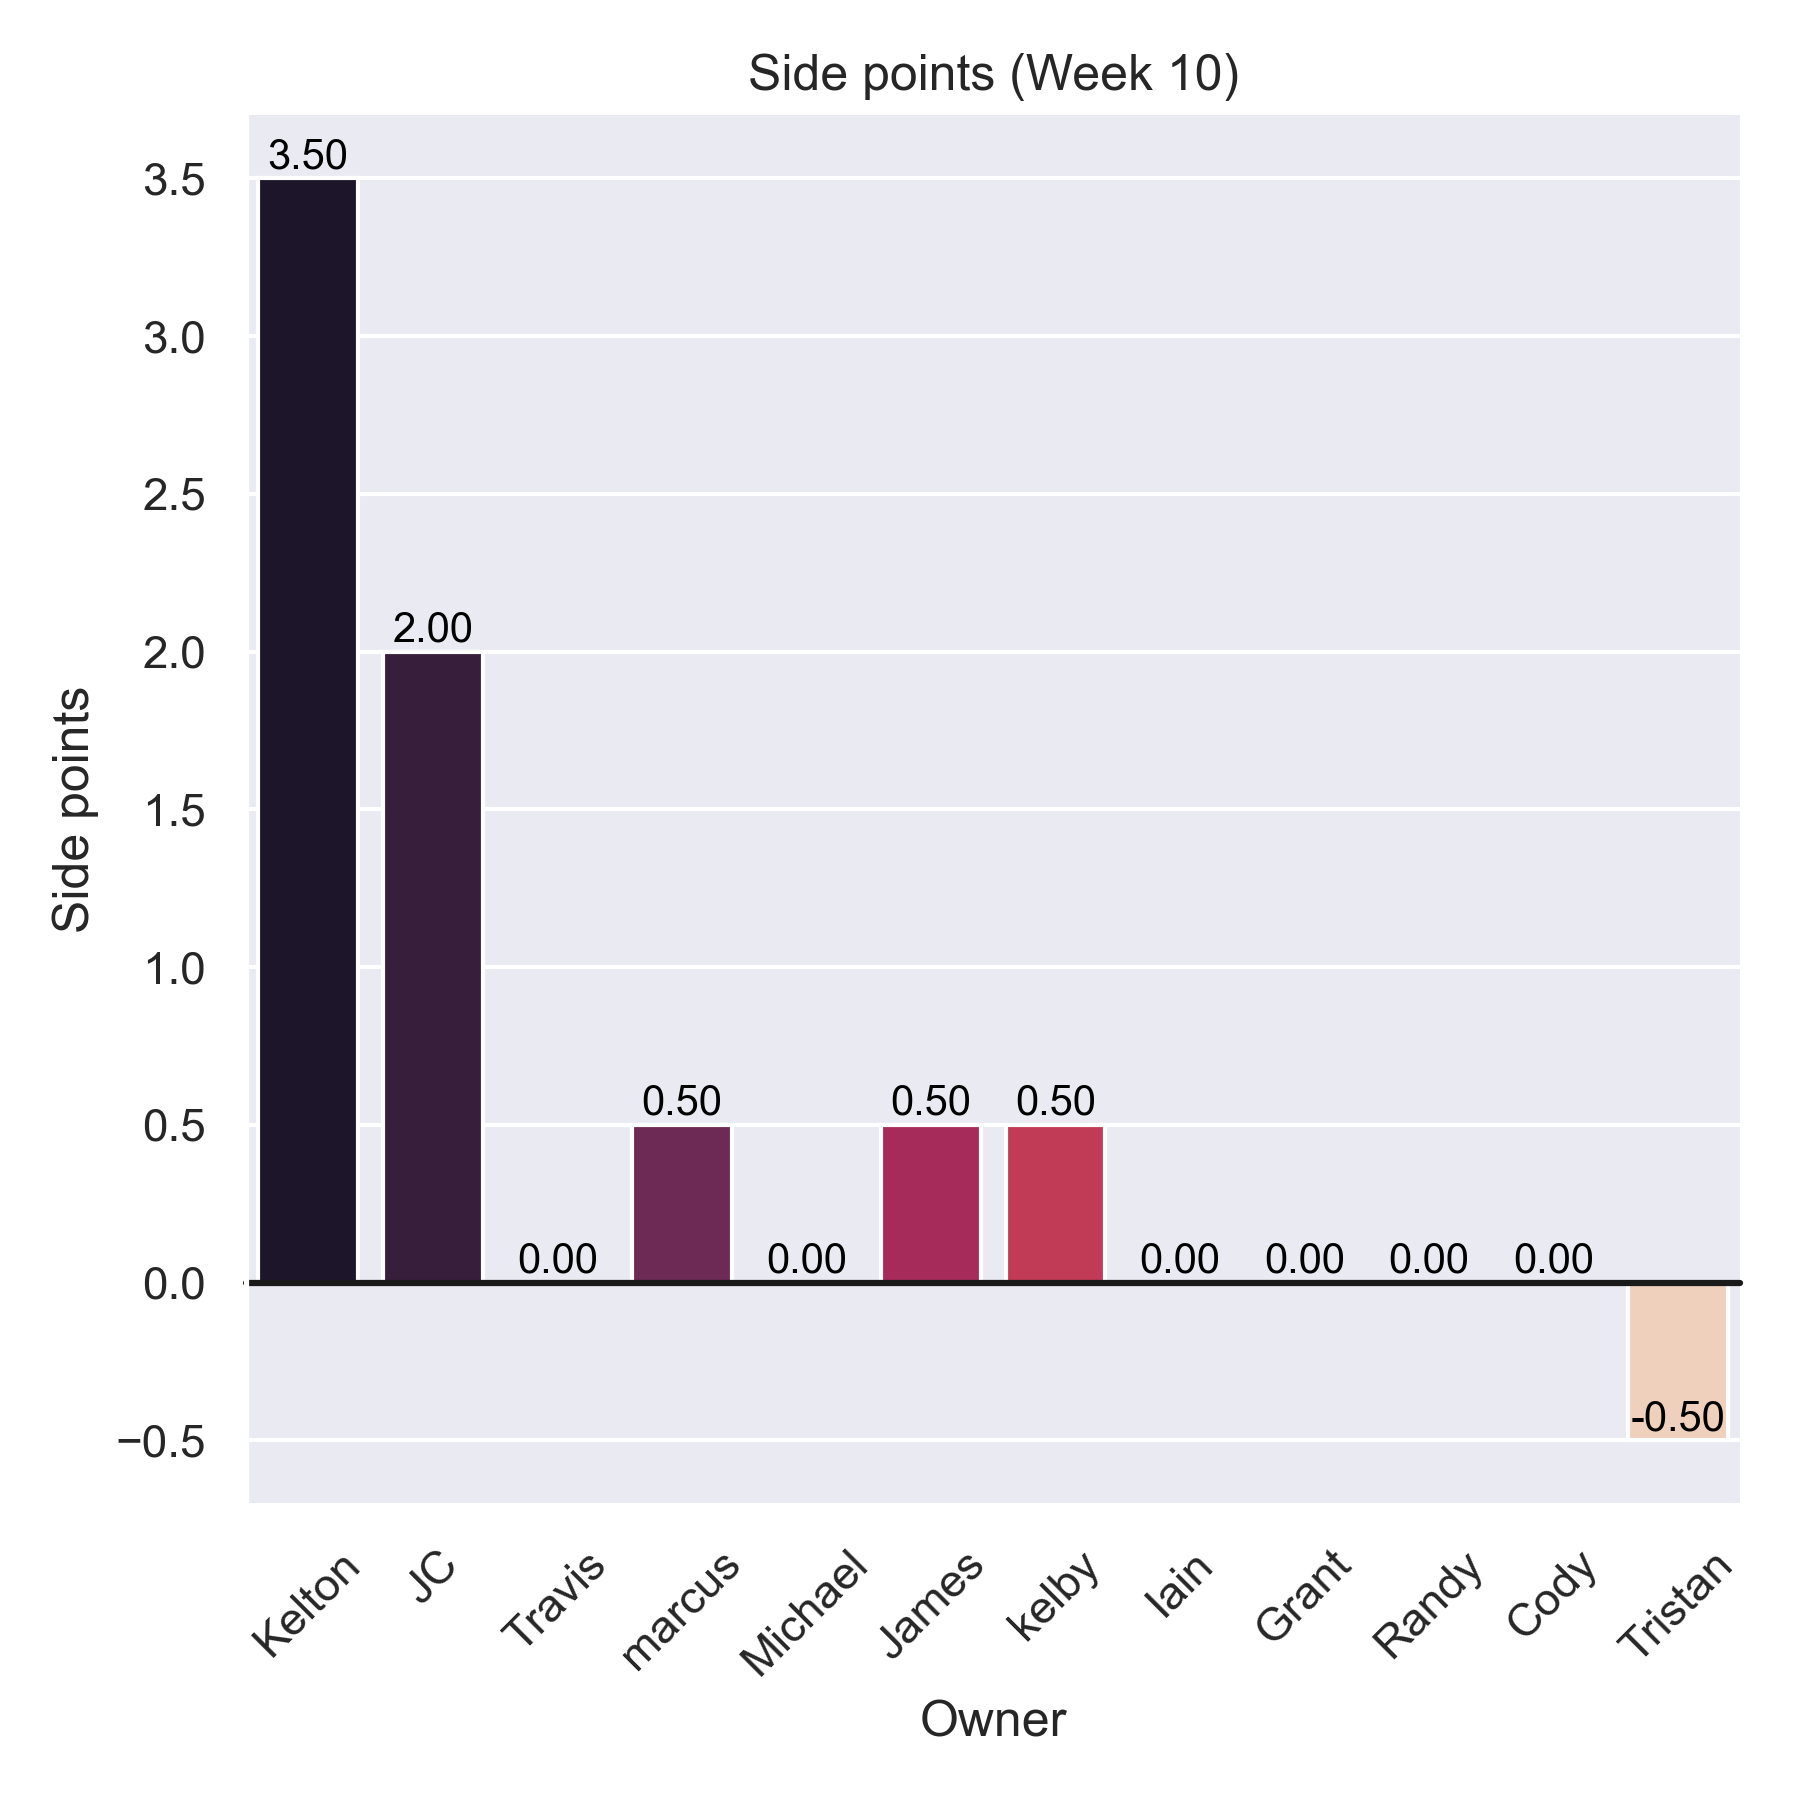 Side points (Week 10)
3.50
3.5
3.0
2.5
2.00
2.0
1.5
1.0
0.50 0.50 0.50
0.5
0.00 0.00 0.00 0.00 0.00 0.00
0.0
-0.50
−0.5
Side points
Kelton JC Travis marcus Michael James kelby Iain Grant Randy Cody Tristan
Owner